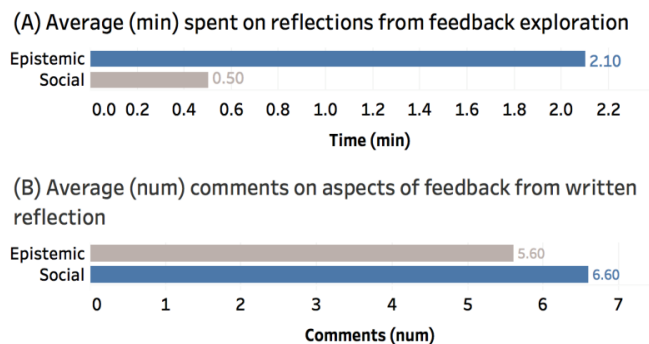 (A) Average (min) spent on reflections from feedback exploration
Epistemic 2.10
Social 0.50
0.0 0.2 0.4 0.6 0.8 1.0 1.2 1.4 1.6 1.8 2.0 2.2
Time (min)
(B) Average (num) comments on aspects of feedback from written
reflection
Epistemic 5.60
Social 6.60
0 1 2 3 4 5 6 7
Comments (num)